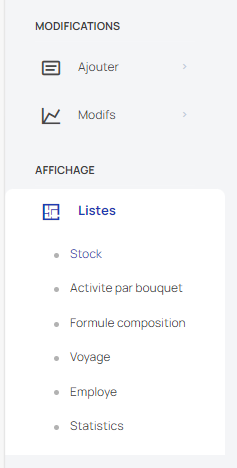 MODIFICATIONS
Ajouter
Modifs
AFFICHAGE
Listes
Stock
Activite par bouquet
Formule composition
Voyage
Employe
Statistics